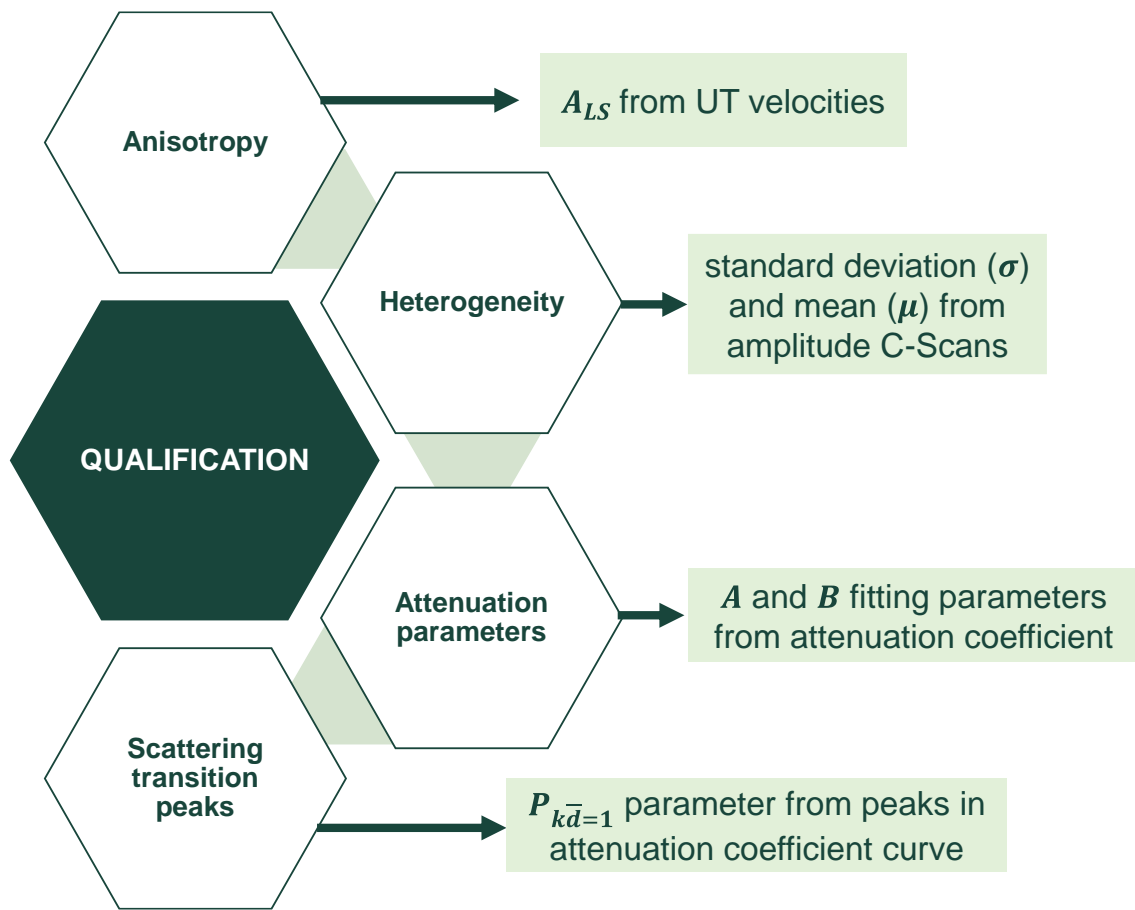 Anisotropy
A_LS from UT velocities
Heterogeneity
standard deviation (σ)
and mean (μ) from
amplitude C-Scans
QUALIFICATION
Attenuation
parameters
A and B fitting parameters
from attenuation coefficient
Scattering
transition
peaks
P_kd̅=1 parameter from peaks in
attenuation coefficient curve